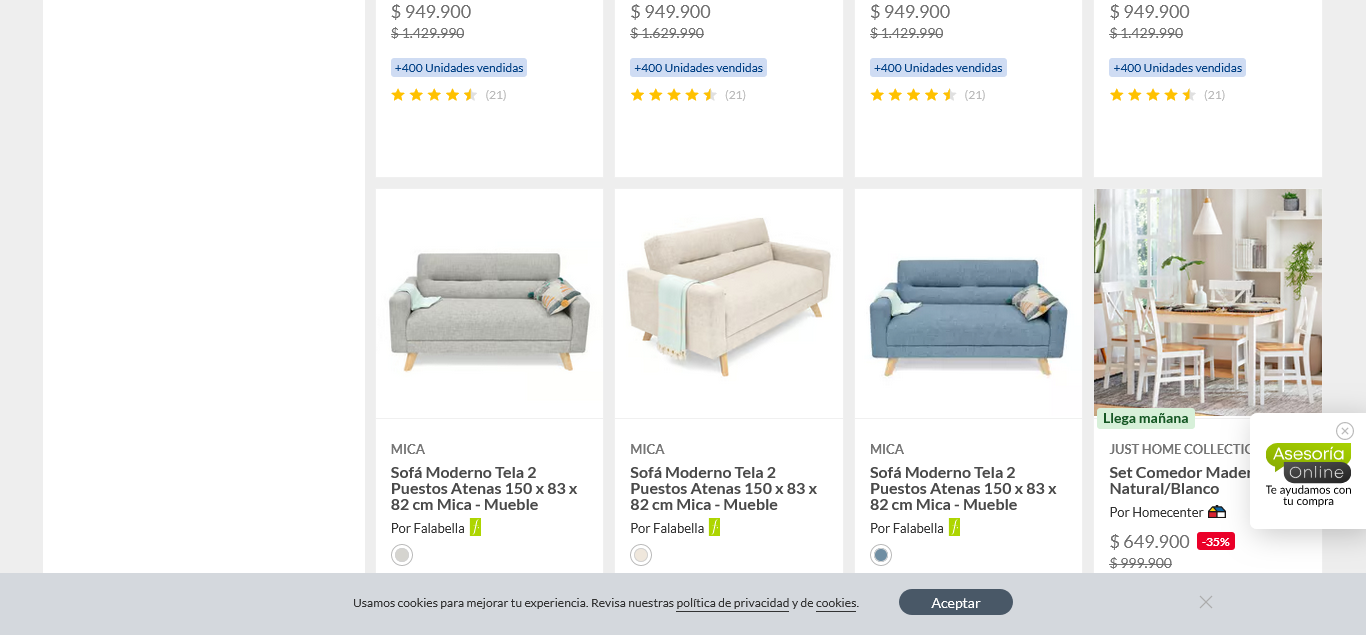 $ 949.900
$ 1.429.990
+400 Unidades vendidas
(21)
$ 949.900
$ 1.629.990
+400 Unidades vendidas
(21)
$ 949.900
$ 1.429.990
+400 Unidades vendidas
(21)
$ 949.900
$ 1.429.990
+400 Unidades vendidas
(21)
MICA
Sofá Moderno Tela 2
Puestos Atenas 150 x 83 x
82 cm Mica - Mueble
Por Falabella
MICA
Sofá Moderno Tela 2
Puestos Atenas 150 x 83 x
82 cm Mica - Mueble
Por Falabella
MICA
Sofá Moderno Tela 2
Puestos Atenas 150 x 83 x
82 cm Mica - Mueble
Por Falabella
Llega mañana
JUST HOME COLLECTIO
Set Comedor Mader
Natural/Blanco
Por Homecenter
$ 649.900 -35%
$ 999.900
Asesoría
Online
Te ayudamos con
tu compra
Usamos cookies para mejorar tu experiencia. Revisa nuestras política de privacidad y de cookies.
Aceptar